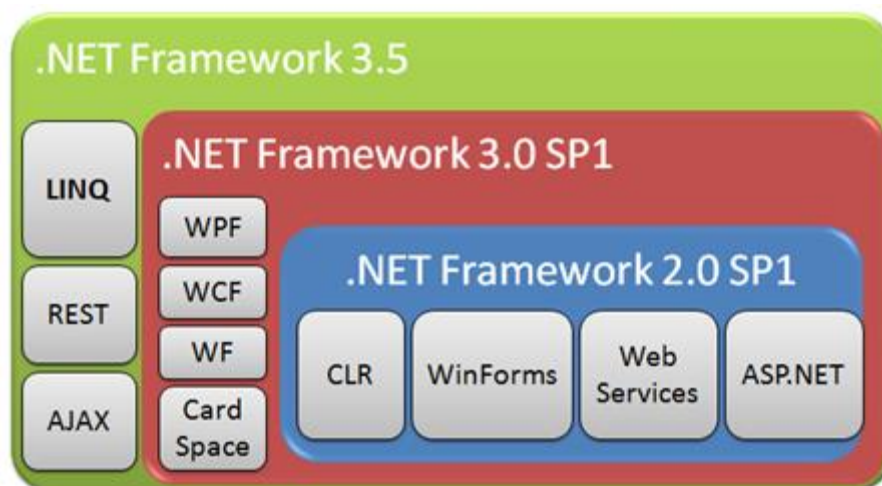 .NET Framework 3.5
LINQ
REST
AJAX
.NET Framework 3.0 SP1
WPF
WCF
WF
Card
Space
.NET Framework 2.0 SP1
CLR
WinForms
Web
Services
ASP.NET